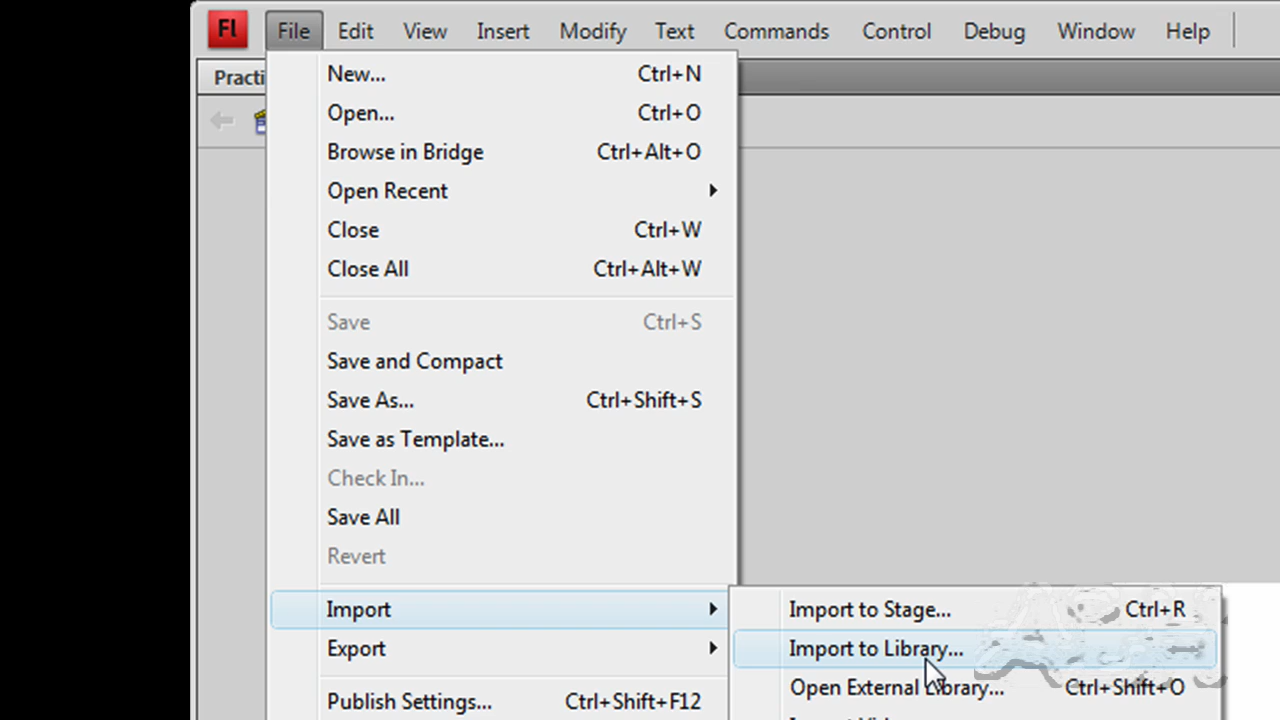 Fl File Edit View Insert Modify Text Commands Control Debug Window Help
Practi
New... Ctrl+N
Open... Ctrl+O
Browse in Bridge Ctrl+Alt+O
Open Recent
Close Ctrl+W
Close All Ctrl+Alt+W
Save Ctrl+S
Save and Compact
Save As... Ctrl+Shift+S
Save as Template...
Check In...
Save All
Revert
Import
Import to Stage... Ctrl+R
Export
Import to Library...
Open External Library... Ctrl+Shift+O
Publish Settings... Ctrl+Shift+F12